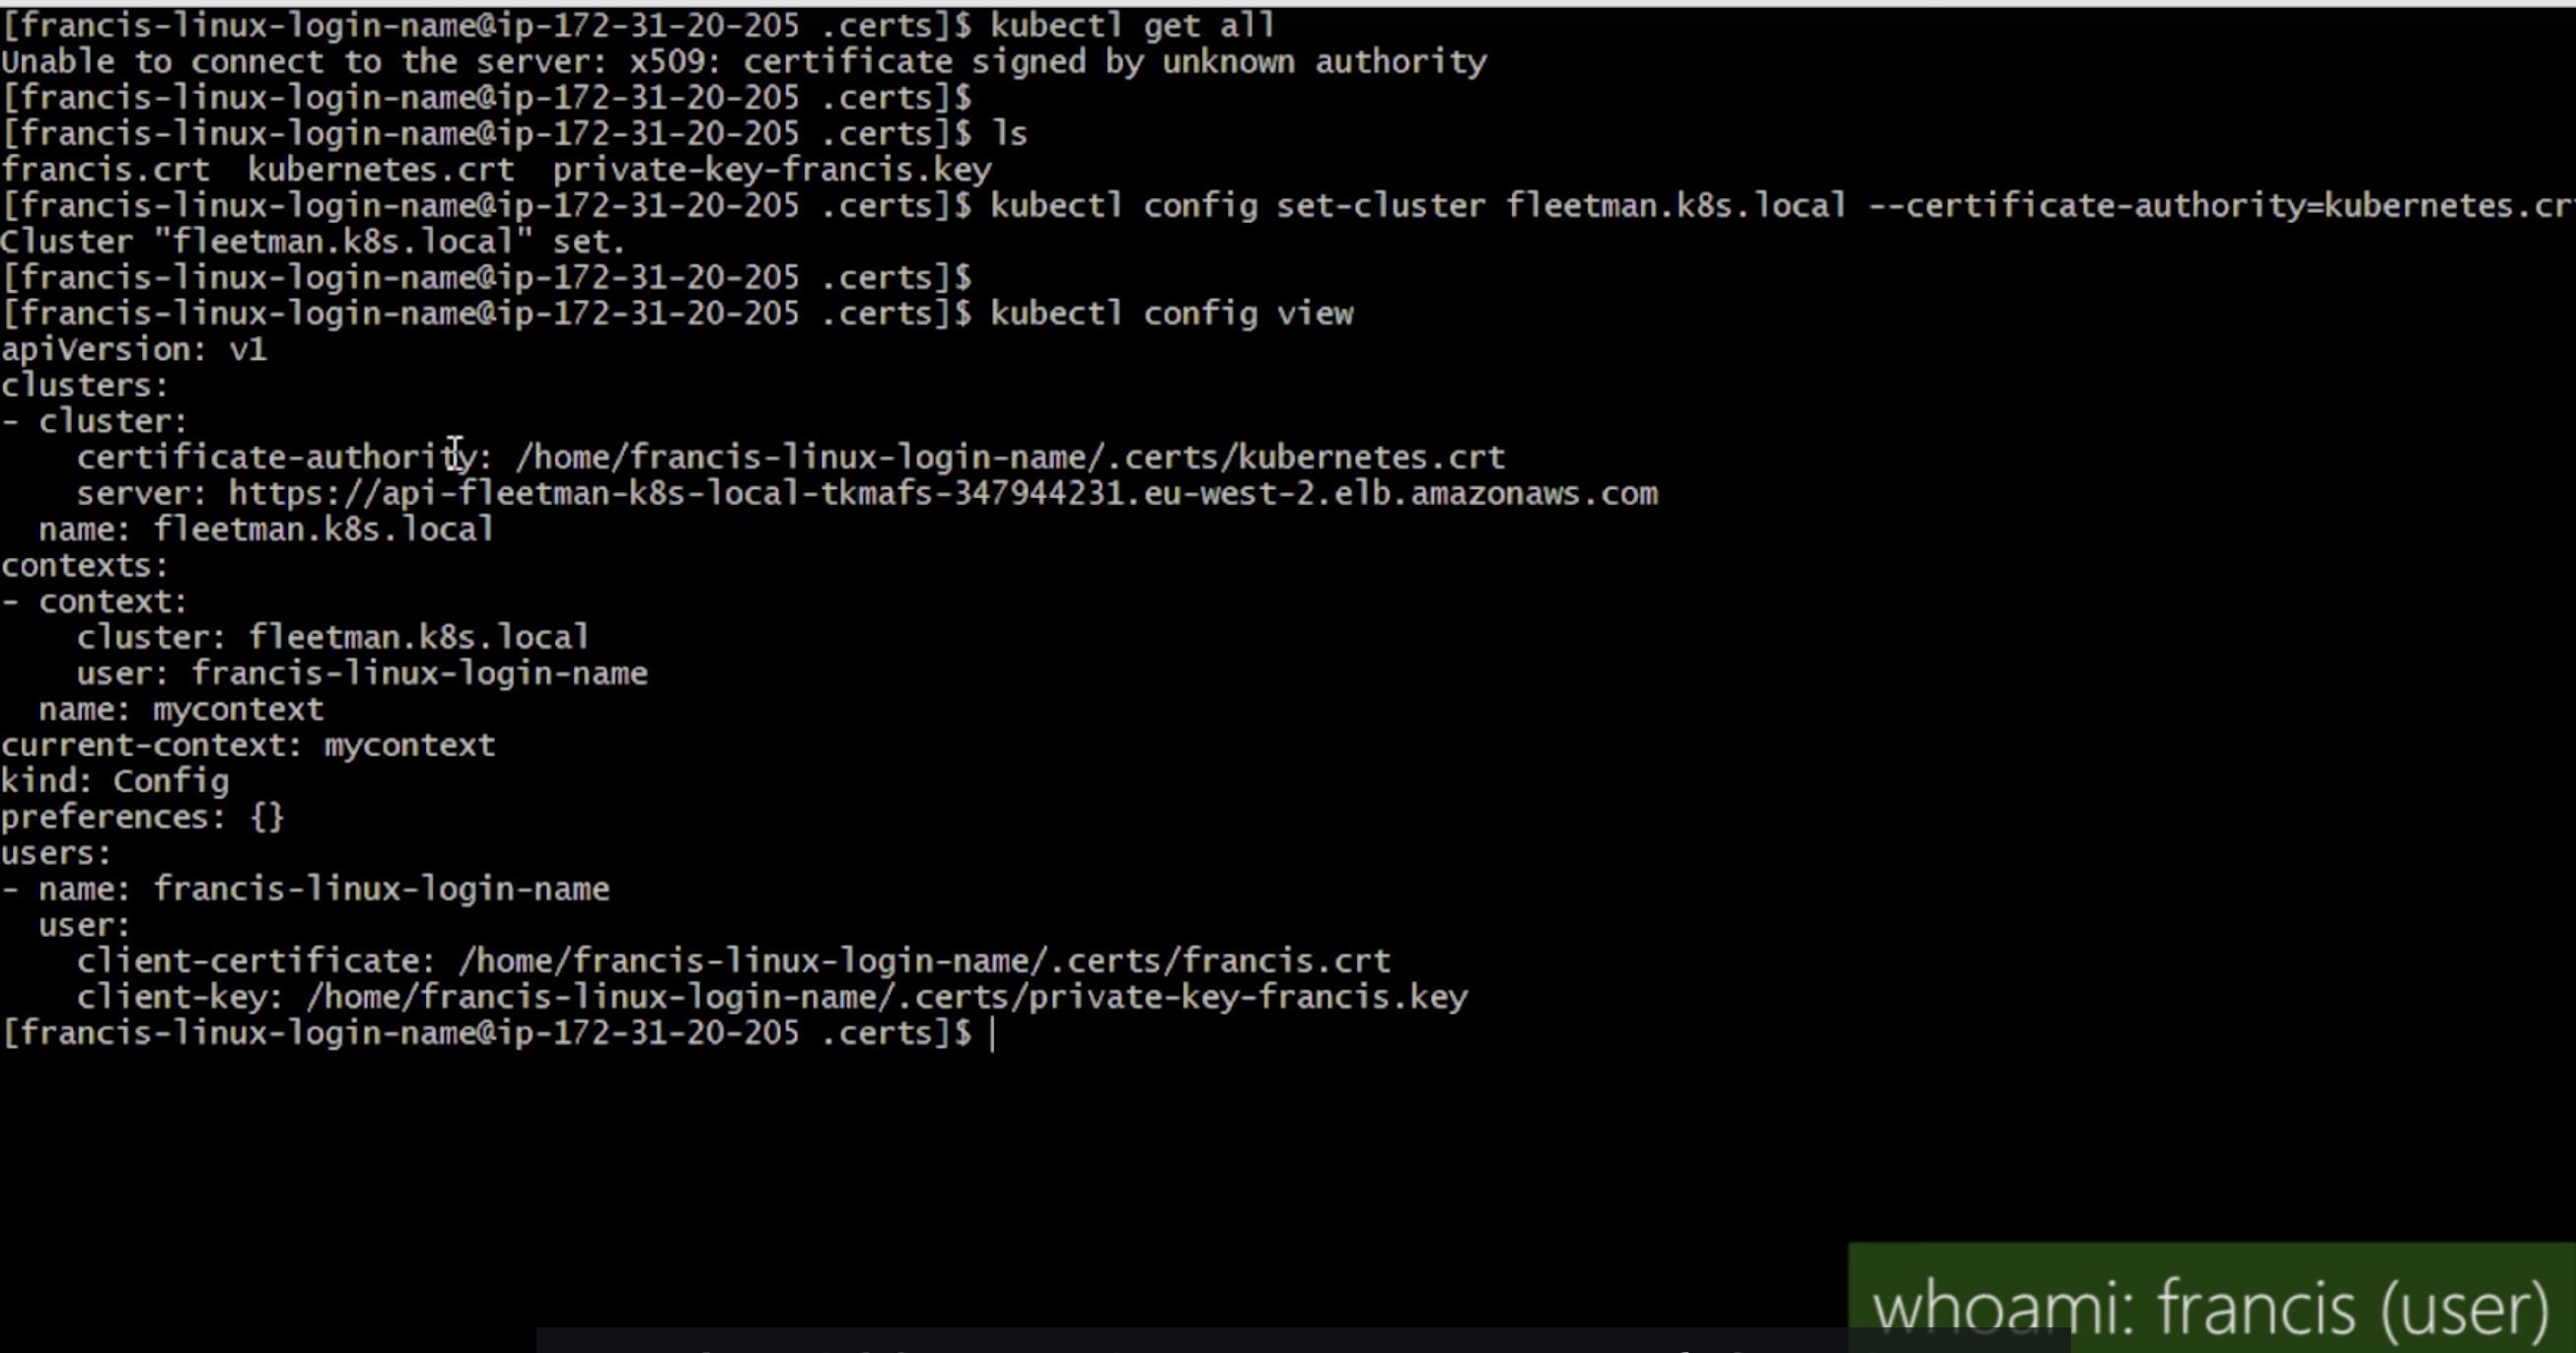 [francis-linux-login-name@ip-172-31-20-205 .certs]$ kubectl get all
Unable to connect to the server: x509: certificate signed by unknown authority
[francis-linux-login-name@ip-172-31-20-205 .certs]$
[francis-linux-login-name@ip-172-31-20-205 .certs]$ ls
francis.crt  kubernetes.crt  private-key-francis.key
[francis-linux-login-name@ip-172-31-20-205 .certs]$ kubectl config set-cluster fleetman.k8s.local --certificate-authority=kubernetes.cr
Cluster "fleetman.k8s.local" set.
[francis-linux-login-name@ip-172-31-20-205 .certs]$
[francis-linux-login-name@ip-172-31-20-205 .certs]$ kubectl config view
apiVersion: v1
clusters:
- cluster:
    certificate-authority: /home/francis-linux-login-name/.certs/kubernetes.crt
    server: https://api-fleetman-k8s-local-tkmafs-347944231.eu-west-2.elb.amazonaws.com
  name: fleetman.k8s.local
contexts:
- context:
    cluster: fleetman.k8s.local
    user: francis-linux-login-name
  name: mycontext
current-context: mycontext
kind: Config
preferences: {}
users:
- name: francis-linux-login-name
  user:
    client-certificate: /home/francis-linux-login-name/.certs/francis.crt
    client-key: /home/francis-linux-login-name/.certs/private-key-francis.key
[francis-linux-login-name@ip-172-31-20-205 .certs]$
whoami: francis (user)